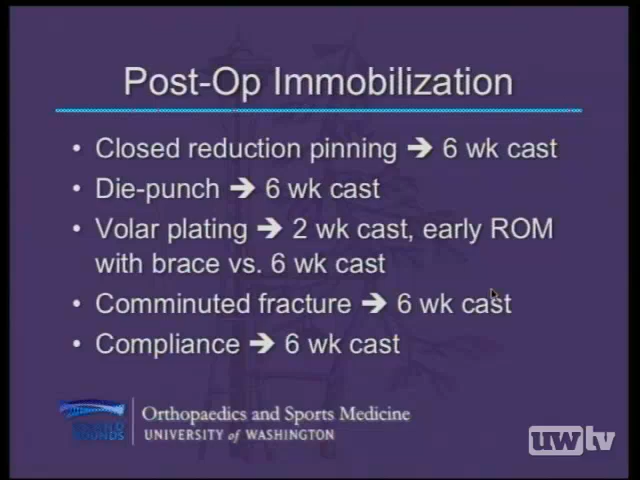 Post-Op Immobilization
• Closed reduction pinning ➔ 6 wk cast
• Die-punch ➔ 6 wk cast
• Volar plating ➔ 2 wk cast, early ROM
with brace vs. 6 wk cast
• Comminuted fracture ➔ 6 wk cast
• Compliance ➔ 6 wk cast
Orthopaedics and Sports Medicine
UNIVERSITY of WASHINGTON
uwtv